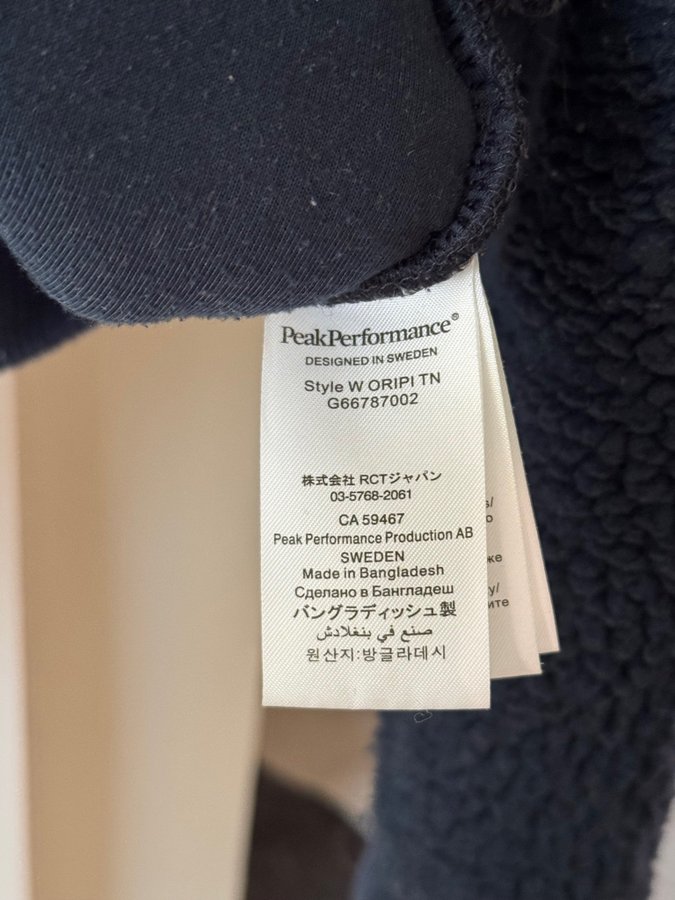 PeakPerformance®
DESIGNED IN SWEDEN
Style W ORIPI TN
G66787002
株式会社 RCTジャパン
03-5768-2061
CA 59467
Peak Performance Production AB
SWEDEN
Made in Bangladesh
Сделано в Бангладеш
バングラディッシュ製
صنع في بنغلادش
원산지:방글라데시